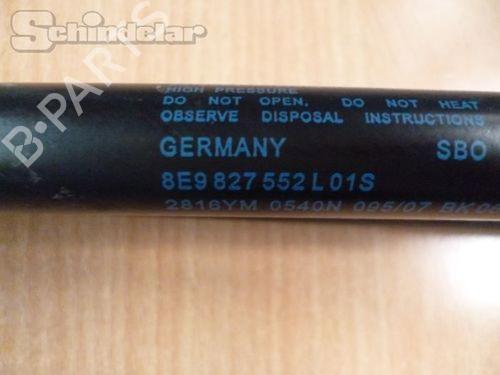 Schindelar
B-PARTS
HIGH PRESSURE
DO NOT OPEN. DO NOT HEAT
OBSERVE DISPOSAL INSTRUCTIONS
GERMANY SBO
8E9 827 552 L 01S
2816YM 0540N 095/07 BK